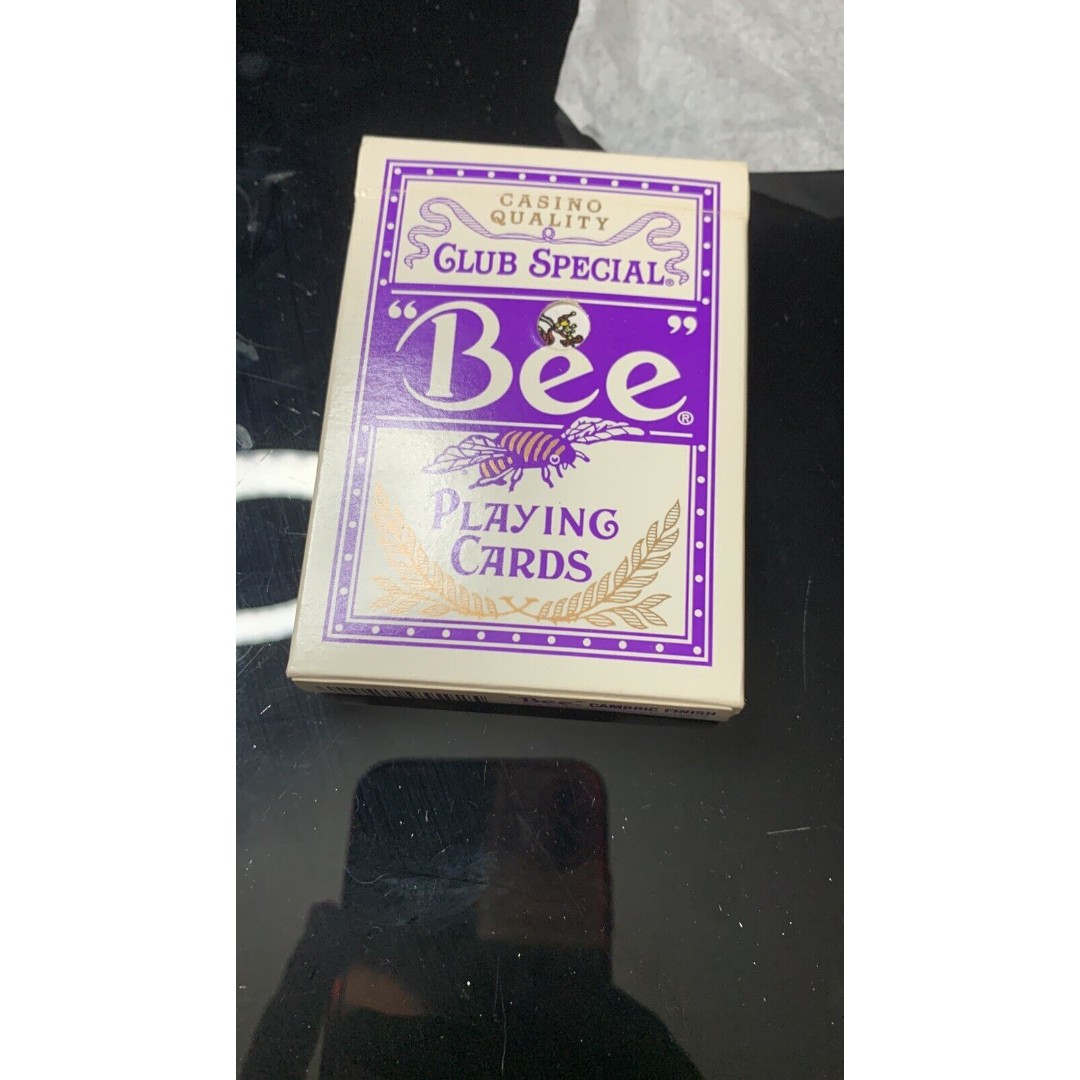 CASINO
QUALITY
CLUB SPECIAL®
"Bee"®
PLAYING
CARDS
Bee® CAMBRIC FINISH